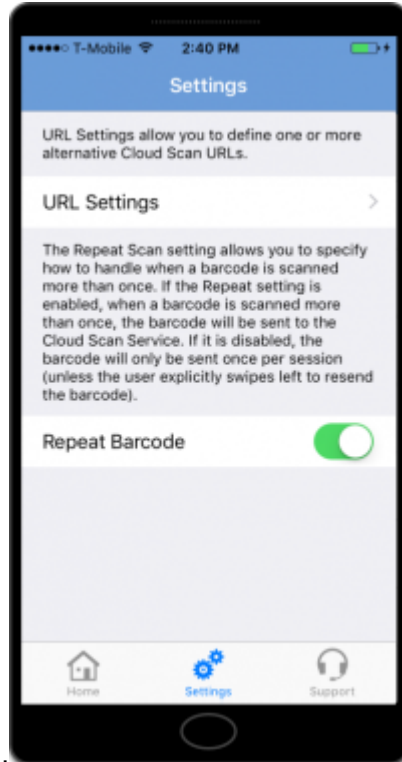 T-Mobile 2:40 PM
Settings
URL Settings allow you to define one or more
alternative Cloud Scan URLs.
URL Settings
The Repeat Scan setting allows you to specify
how to handle when a barcode is scanned
more than once. If the Repeat setting is
enabled, when a barcode is scanned more
than once, the barcode will be sent to the
Cloud Scan Service. If it is disabled, the
barcode will only be sent once per session
(unless the user explicitly swipes left to resend
the barcode).
Repeat Barcode
Home Settings Support
.